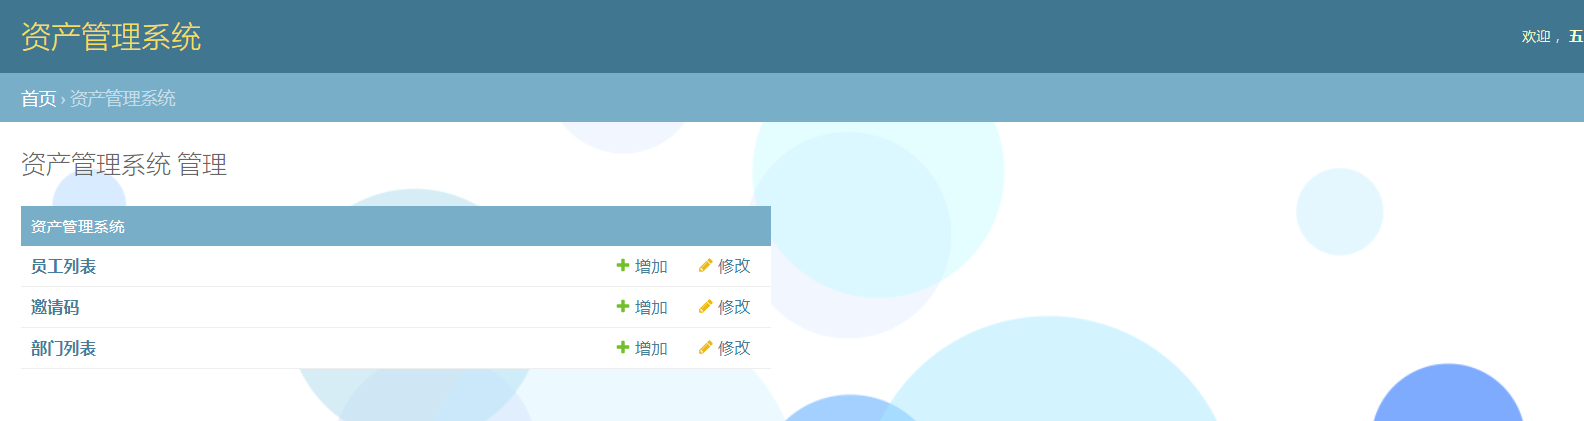 资产管理系统
欢迎， 五
首页 › 资产管理系统
资产管理系统 管理
资产管理系统
员工列表 增加 修改
邀请码 增加 修改
部门列表 增加 修改